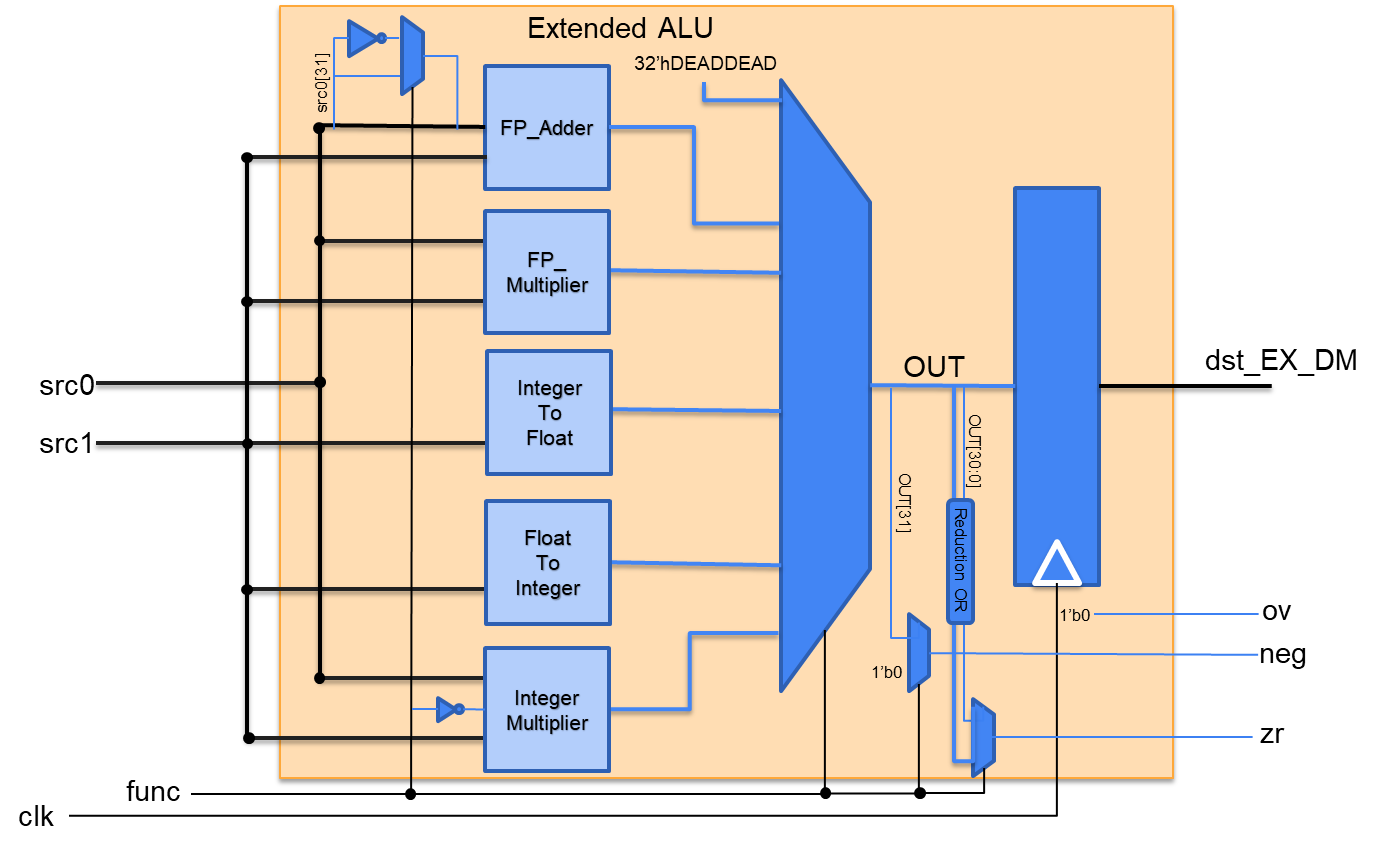 Extended ALU
32'hDEADDEAD
src0[31]
FP_Adder
FP_
Multiplier
Integer
To
Float
Float
To
Integer
Integer
Multiplier
src0
src1
func
clk
OUT
OUT[31]
OUT[30:0]
Reduction OR
1'b0
1'b0
dst_EX_DM
ov
neg
zr